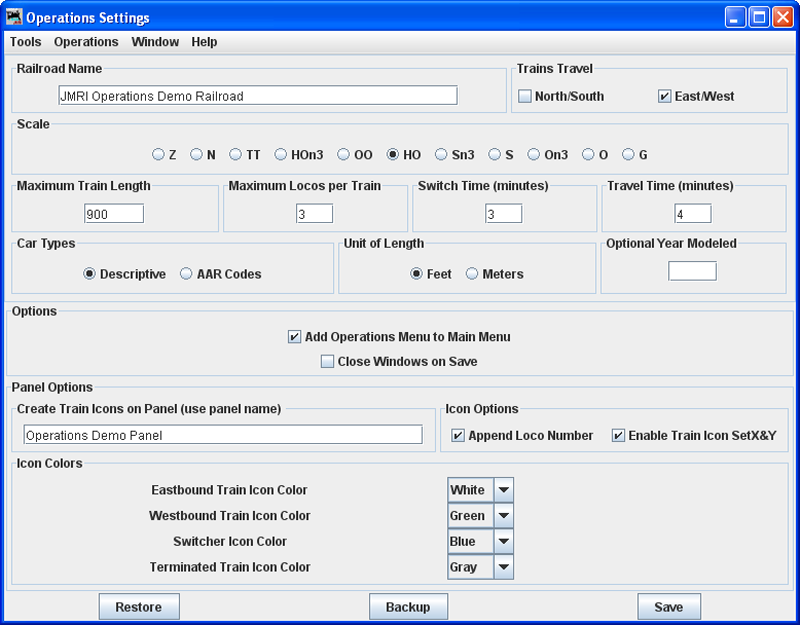 Operations Settings
Tools Operations Window Help
Railroad Name Trains Travel
JMRI Operations Demo Railroad North/South East/West
Scale
Z N TT HOn3 OO HO Sn3 S On3 O G
Maximum Train Length Maximum Locos per Train Switch Time (minutes) Travel Time (minutes)
900 3 3 4
Car Types Unit of Length Optional Year Modeled
Descriptive AAR Codes Feet Meters
Options
Add Operations Menu to Main Menu
Close Windows on Save
Panel Options
Create Train Icons on Panel (use panel name) Icon Options
Operations Demo Panel Append Loco Number Enable Train Icon SetX&Y
Icon Colors
Eastbound Train Icon Color White
Westbound Train Icon Color Green
Switcher Icon Color Blue
Terminated Train Icon Color Gray
Restore Backup Save